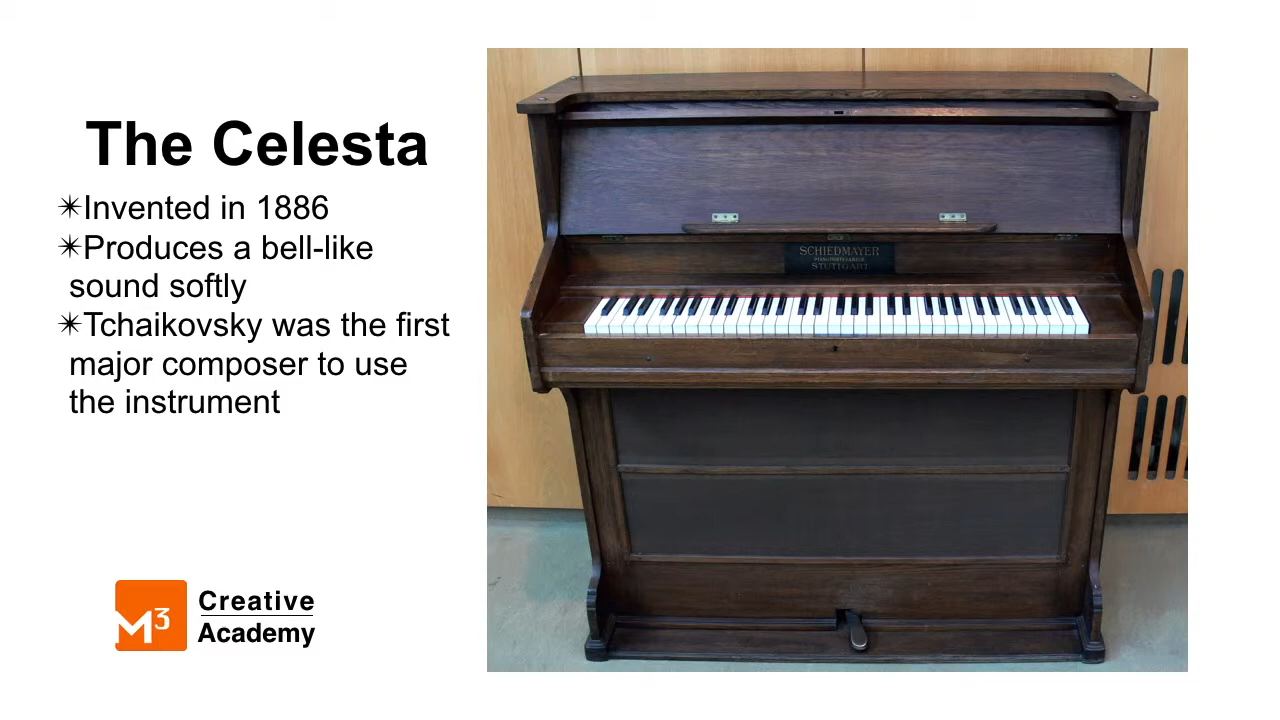 The Celesta
✴Invented in 1886
✴Produces a bell-like
sound softly
✴Tchaikovsky was the first
major composer to use
the instrument
SCHIEDMAYER
PIANOFORTEFABRIK
STUTTGART
M3
Creative
Academy